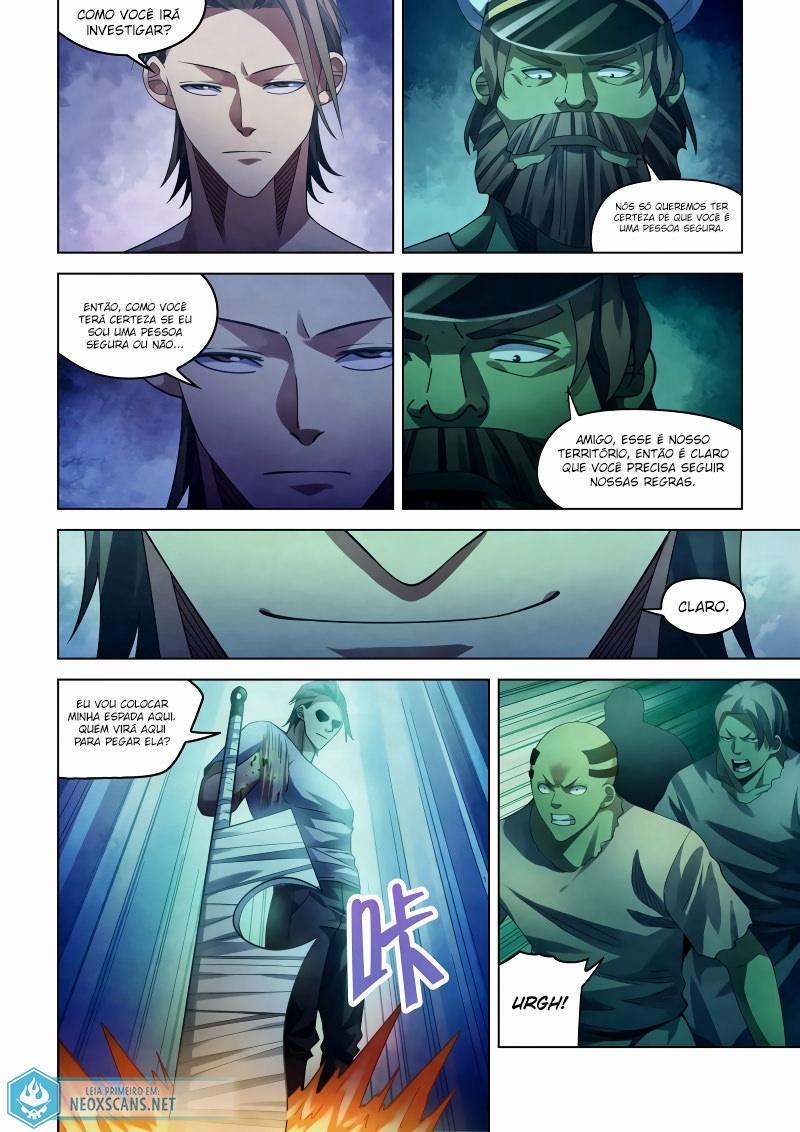 COMO VOCÊ IRÁ
INVESTIGAR?
NÓS SÓ QUEREMOS TER
CERTEZA DE QUE VOCÊ É
UMA PESSOA SEGURA.
ENTÃO, COMO VOCÊ
TERÁ CERTEZA SE EU
SOU UMA PESSOA
SEGURA OU NÃO...
AMIGO, ESSE É NOSSO
TERRITÓRIO, ENTÃO É CLARO
QUE VOCÊ PRECISA SEGUIR
NOSSAS REGRAS.
CLARO.
EU VOU COLOCAR
MINHA ESPADA AQUI.
QUEM VIRÁ AQUI
PARA PEGAR ELA?
咔
URGH!
LEIA PRIMEIRO EM:
NEOXSCANS.NET